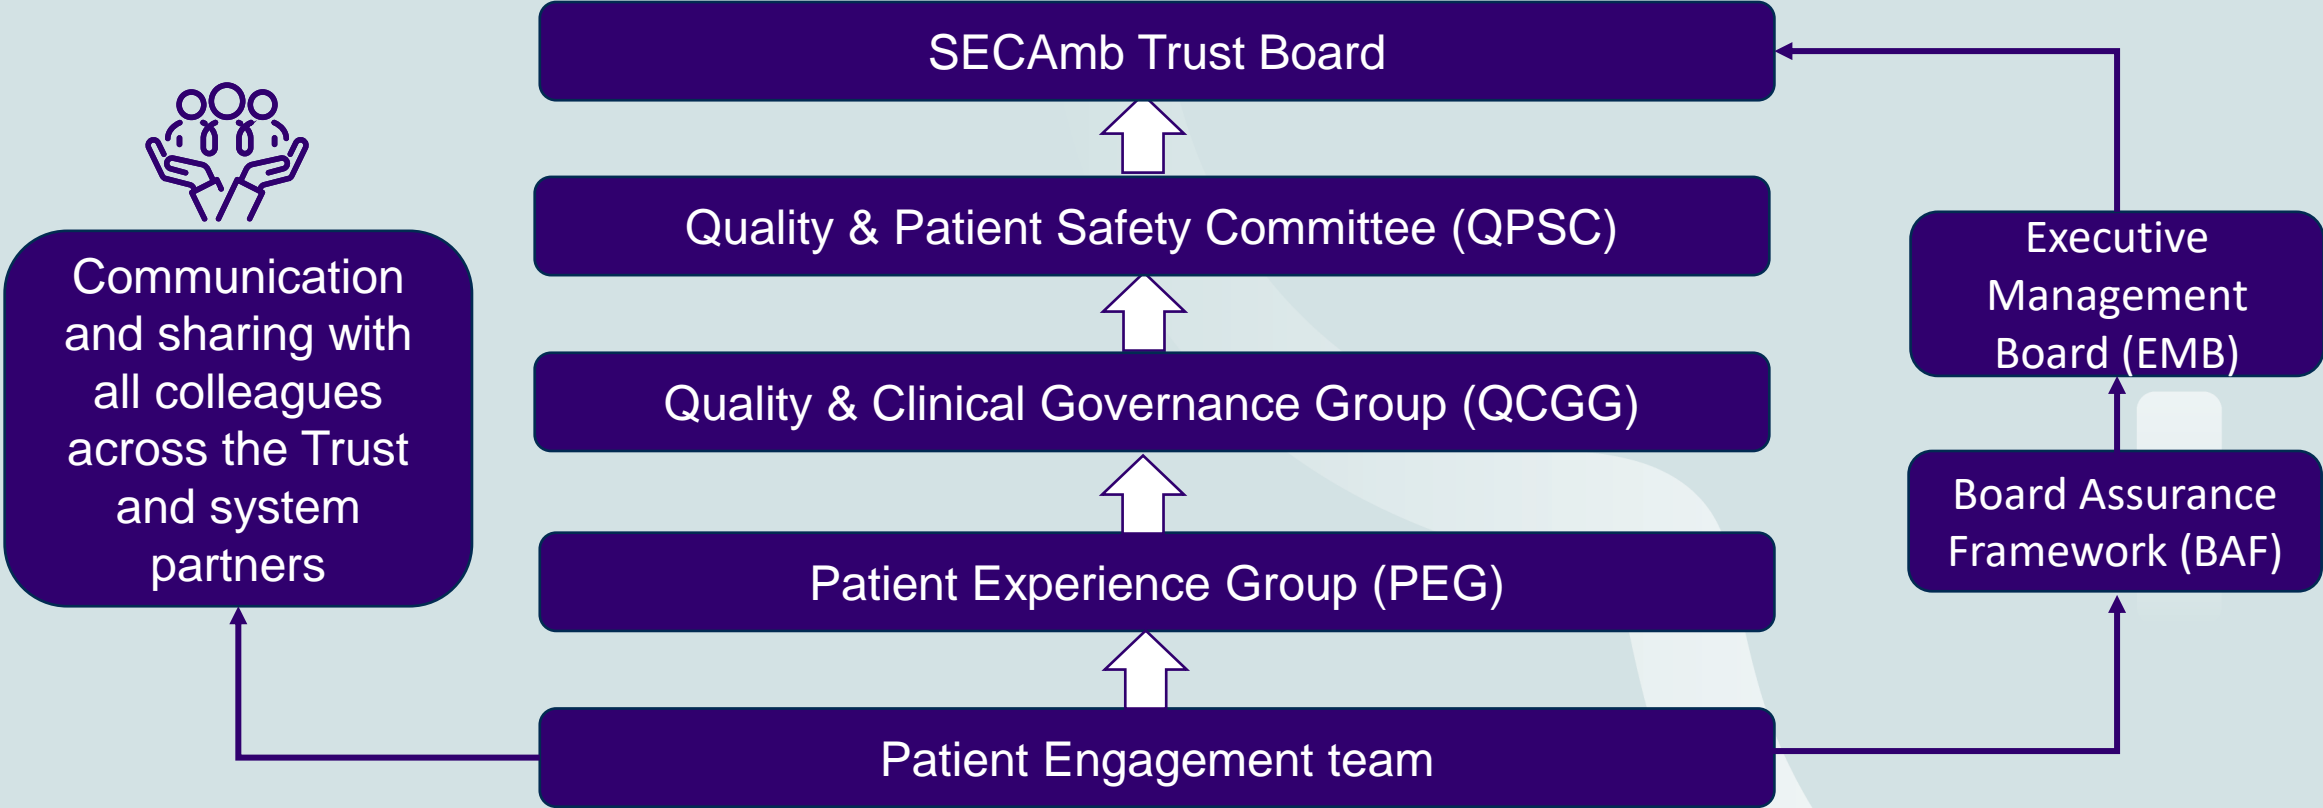 SECAmb Trust Board
Quality & Patient Safety Committee (QPSC)
Quality & Clinical Governance Group (QCGG)
Patient Experience Group (PEG)
Patient Engagement team
Communication
and sharing with
all colleagues
across the Trust
and system
partners
Executive
Management
Board (EMB)
Board Assurance
Framework (BAF)